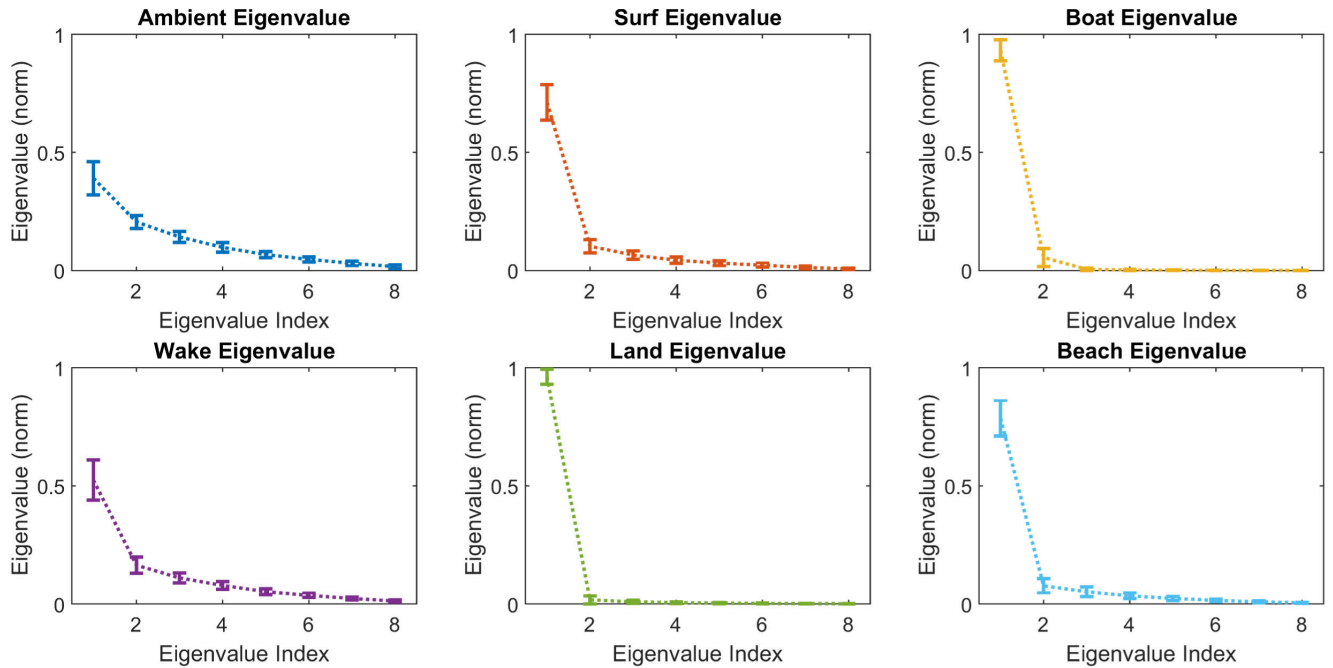 Ambient Eigenvalue
Eigenvalue (norm)
1
0.5
0
2 4 6 8
Eigenvalue Index
Surf Eigenvalue
Eigenvalue (norm)
1
0.5
0
2 4 6 8
Eigenvalue Index
Boat Eigenvalue
Eigenvalue (norm)
1
0.5
0
2 4 6 8
Eigenvalue Index
Wake Eigenvalue
Eigenvalue (norm)
1
0.5
0
2 4 6 8
Eigenvalue Index
Land Eigenvalue
Eigenvalue (norm)
1
0.5
0
2 4 6 8
Eigenvalue Index
Beach Eigenvalue
Eigenvalue (norm)
1
0.5
0
2 4 6 8
Eigenvalue Index